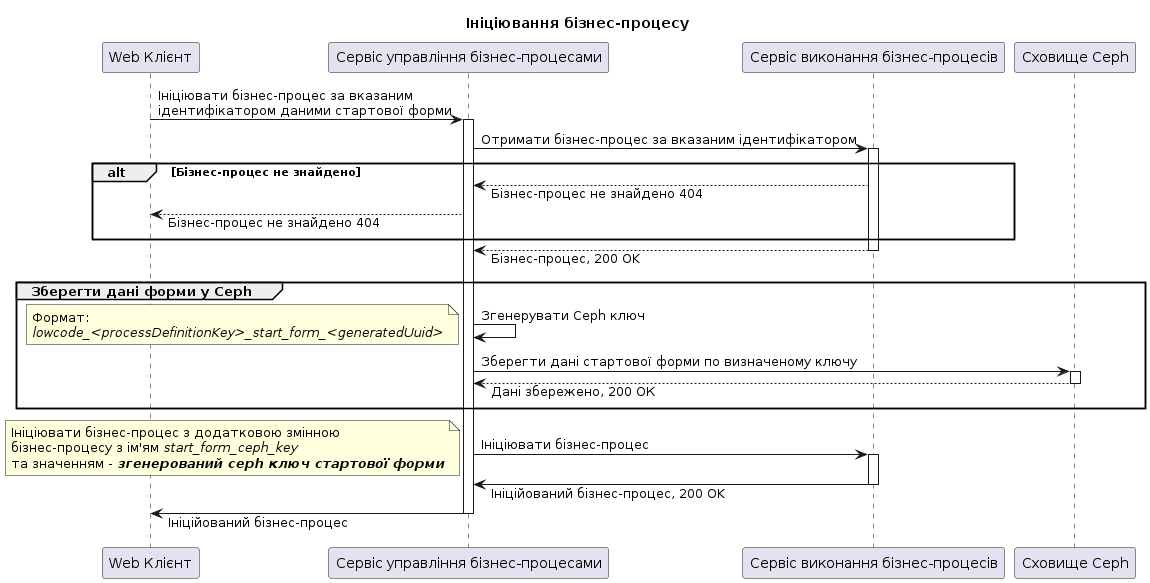 Ініціювання бізнес-процесу
Web Клієнт
Сервіс управління бізнес-процесами
Сервіс виконання бізнес-процесів
Сховище Ceph
Ініціювати бізнес-процес за вказаним
ідентифікатором даними стартової форми
Отримати бізнес-процес за вказаним ідентифікатором
alt
[Бізнес-процес не знайдено]
Бізнес-процес не знайдено 404
Бізнес-процес не знайдено 404
Бізнес-процес, 200 OK
Зберегти дані форми у Ceph
Формат:
lowcode_<processDefinitionKey>_start_form_<generatedUuid>
Згенерувати Ceph ключ
Зберегти дані стартової форми по визначеному ключу
Дані збережено, 200 OK
Ініціювати бізнес-процес з додатковою змінною
бізнес-процесу з ім'ям start_form_ceph_key
та значенням - згенерований ceph ключ стартової форми
Ініціювати бізнес-процес
Ініційований бізнес-процес, 200 OK
Ініційований бізнес-процес
Web Клієнт
Сервіс управління бізнес-процесами
Сервіс виконання бізнес-процесів
Сховище Ceph